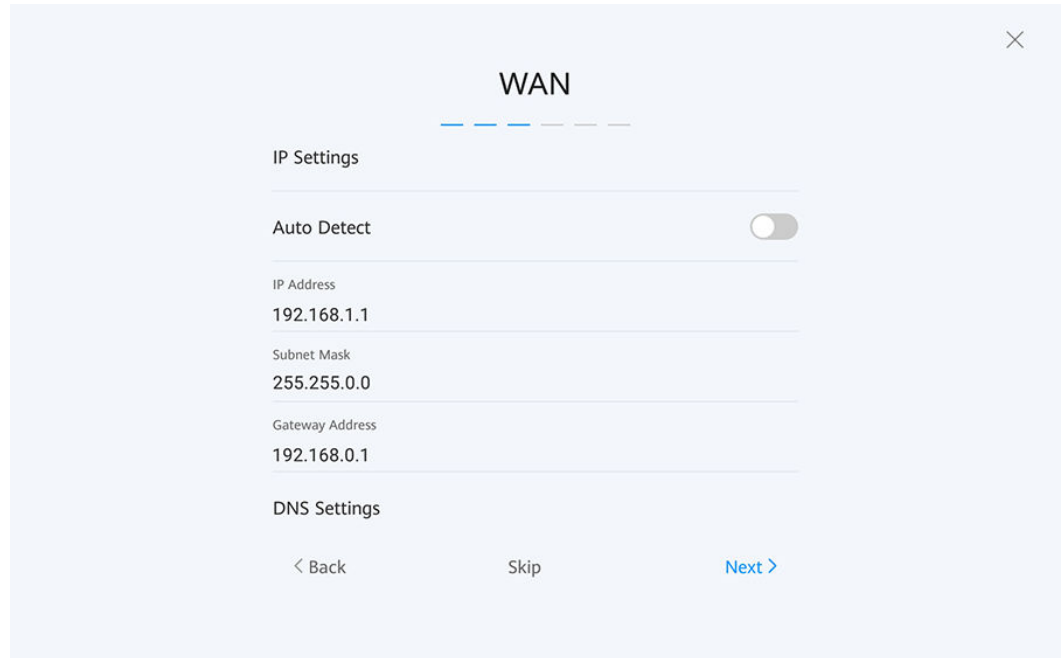 WAN
IP Settings
Auto Detect
IP Address
192.168.1.1
Subnet Mask
255.255.0.0
Gateway Address
192.168.0.1
DNS Settings
Back
Skip
Next